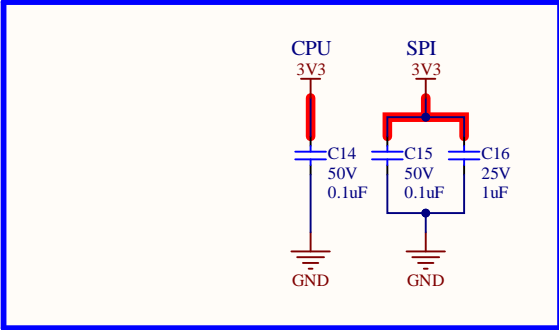 CPU
3V3
C14
50V
0.1uF
GND
SPI
3V3
C15
50V
0.1uF
C16
25V
1uF
GND